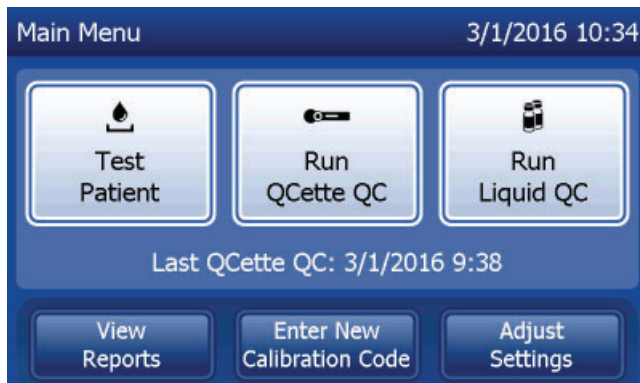 Main Menu 3/1/2016 10:34
Test
Patient
Run
QCette QC
Run
Liquid QC
Last QCette QC: 3/1/2016 9:38
View
Reports
Enter New
Calibration Code
Adjust
Settings